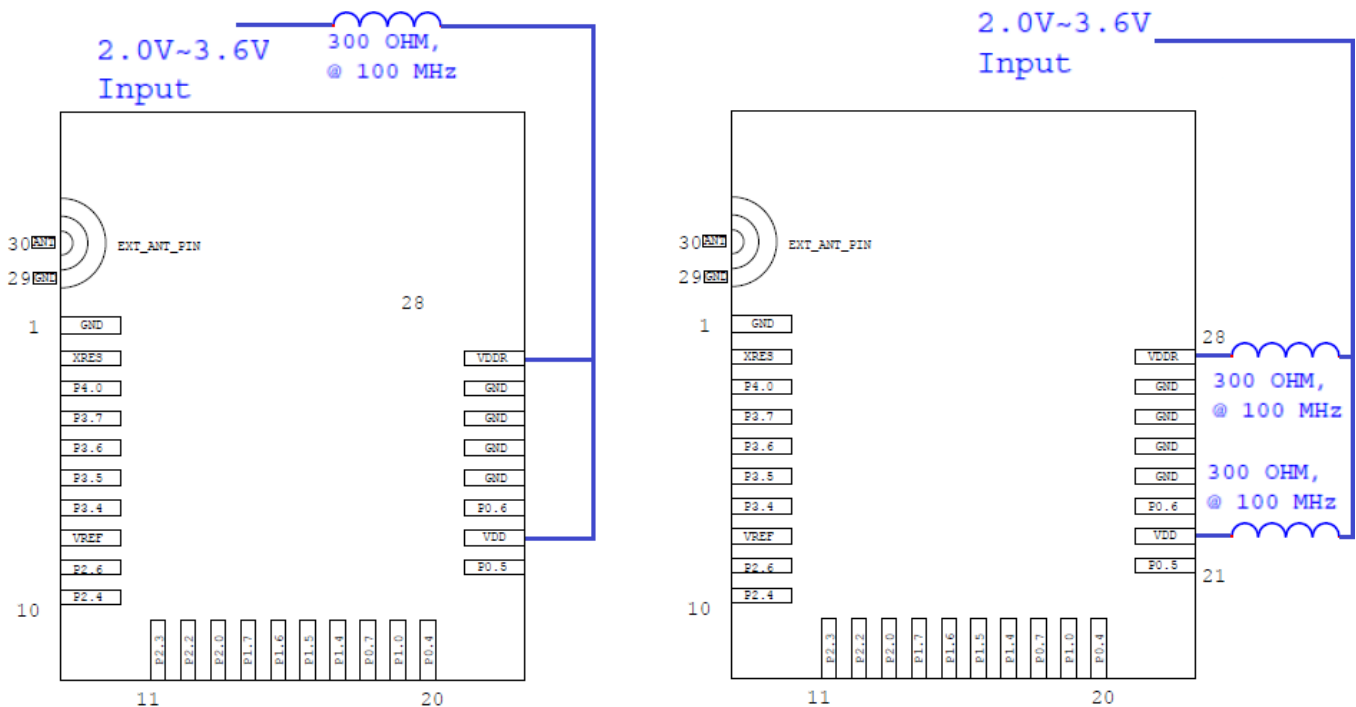 2.0V~3.6V
Input
300 OHM,
@ 100 MHz
30 ANT
EXT_ANT_PIN
29 GND
28
1
GND
XRES
P4.0
P3.7
P3.6
P3.5
P3.4
VREF
P2.6
P2.4
10
VDDR
GND
GND
GND
GND
P0.6
VDD
P0.5
P2.3
P2.2
P2.0
P1.7
P1.6
P1.5
P1.4
P0.7
P1.0
P0.4
11
20
2.0V~3.6V
Input
30 ANT
EXT_ANT_PIN
29 GND
1
GND
XRES
P4.0
P3.7
P3.6
P3.5
P3.4
VREF
P2.6
P2.4
10
28
VDDR
GND
GND
GND
GND
P0.6
VDD
P0.5
21
300 OHM,
@ 100 MHz
300 OHM,
@ 100 MHz
P2.3
P2.2
P2.0
P1.7
P1.6
P1.5
P1.4
P0.7
P1.0
P0.4
11
20